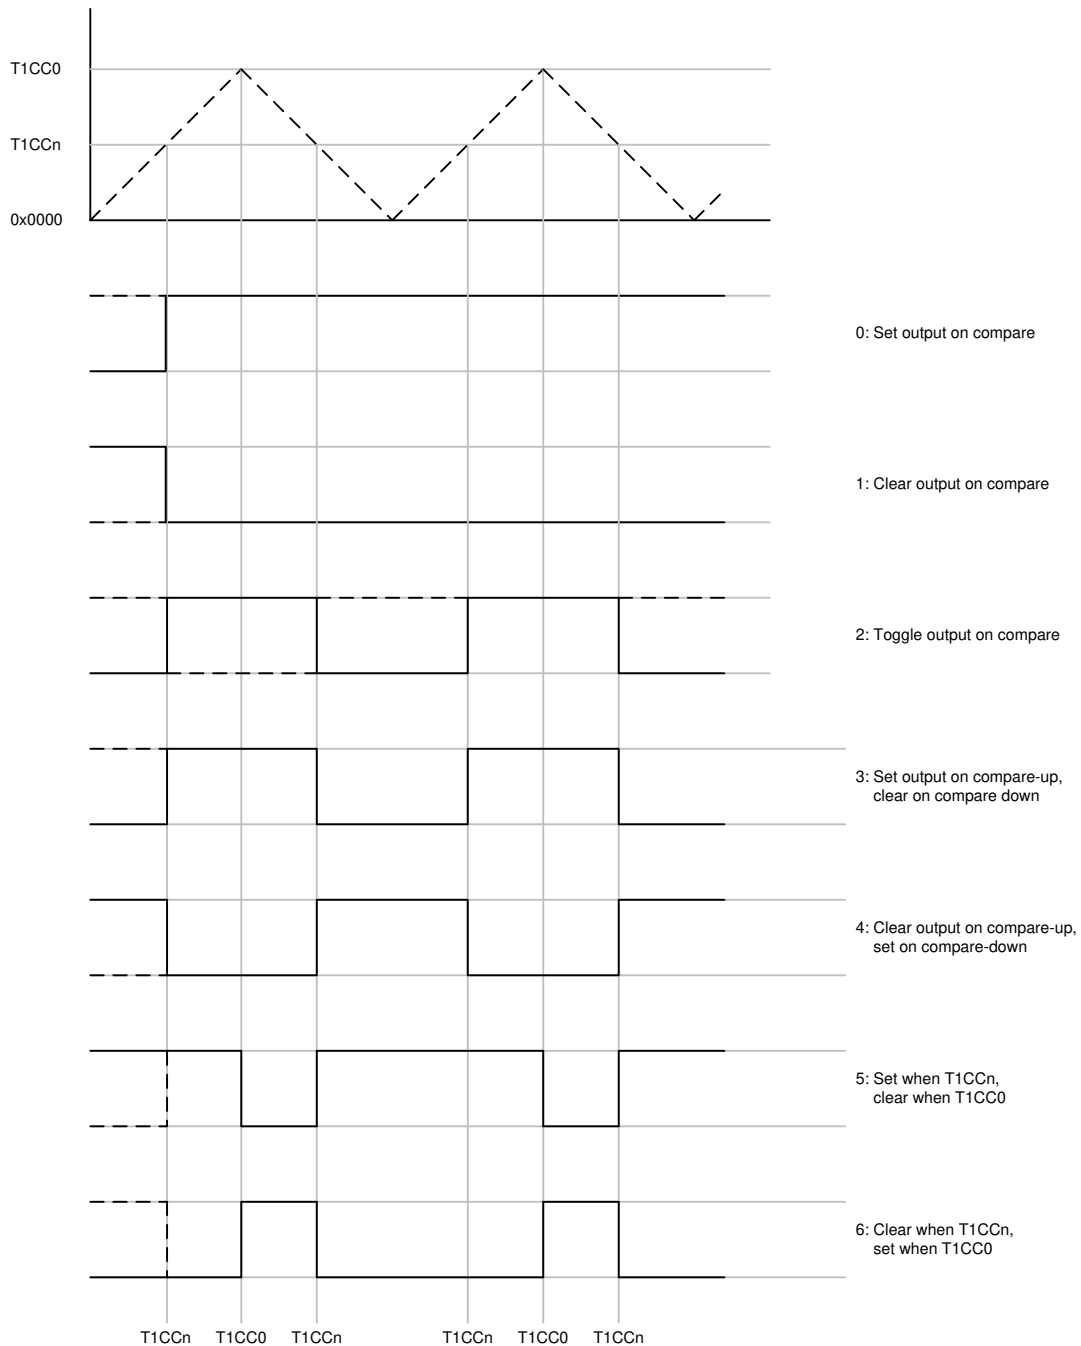 T1CC0
T1CCn
0x0000
0: Set output on compare
1: Clear output on compare
2: Toggle output on compare
3: Set output on compare-up,
clear on compare down
4: Clear output on compare-up,
set on compare-down
5: Set when T1CCn,
clear when T1CC0
6: Clear when T1CCn,
set when T1CC0
T1CCn T1CC0 T1CCn T1CCn T1CC0 T1CCn